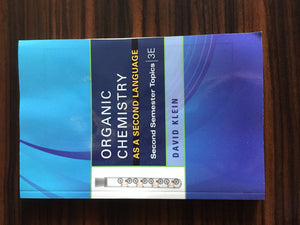 ORGANIC
CHEMISTRY
AS A SECOND LANGUAGE
Second Semester Topics | 3E
DAVID KLEIN